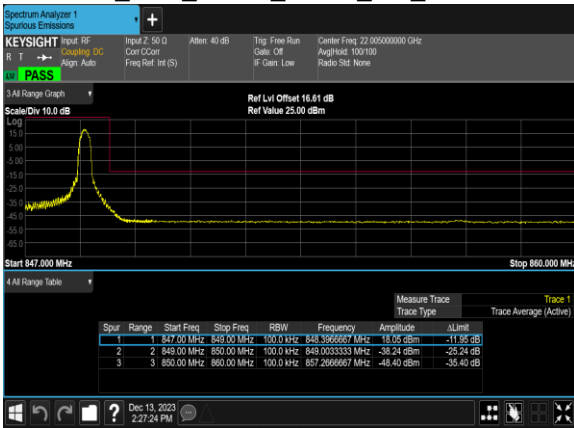 Spectrum Analyzer 1
Spurious Emissions
KEYSIGHT Input: RF Input Z: 50 Ω Atten: 40 dB Trig: Free Run Center Freq: 22.005000000 GHz
R T Coupling: DC Corr CCorr Gate: Off Avg|Hold: 100/100
Align: Auto Freq Ref: Int (S) IF Gain: Low Radio Std: None
PASS
3 All Range Graph
Ref Lvl Offset 16.61 dB
Scale/Div 10.0 dB Ref Value 25.00 dBm
Log
15.0
5.00
-5.00
-15.0
-25.0
-35.0
-45.0
-55.0
-65.0
Start 847.000 MHz Stop 860.000 MHz
4 All Range Table
Measure Trace Trace 1
Trace Type Trace Average (Active)
Spur Range Start Freq Stop Freq RBW Frequency Amplitude ΔLimit
1 1 847.00 MHz 849.00 MHz 100.0 kHz 848.3966667 MHz 18.05 dBm -11.95 dB
2 2 849.00 MHz 850.00 MHz 100.0 kHz 849.0033333 MHz -38.24 dBm -25.24 dB
3 3 850.00 MHz 860.00 MHz 100.0 kHz 857.2666667 MHz -48.40 dBm -35.40 dB
? Dec 13, 2023
2:27:24 PM